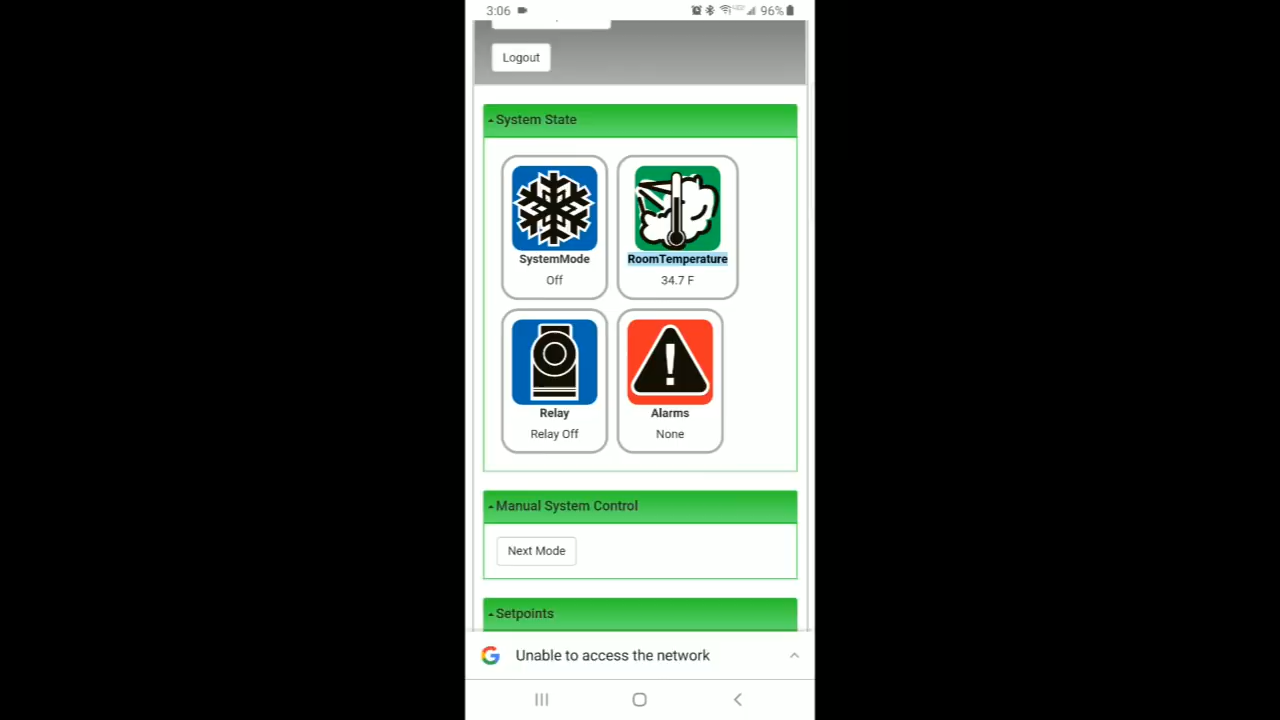 3:06
96%
Logout
System State
SystemMode
Off
RoomTemperature
34.7 F
Relay
Relay Off
Alarms
None
Manual System Control
Next Mode
Setpoints
Unable to access the network